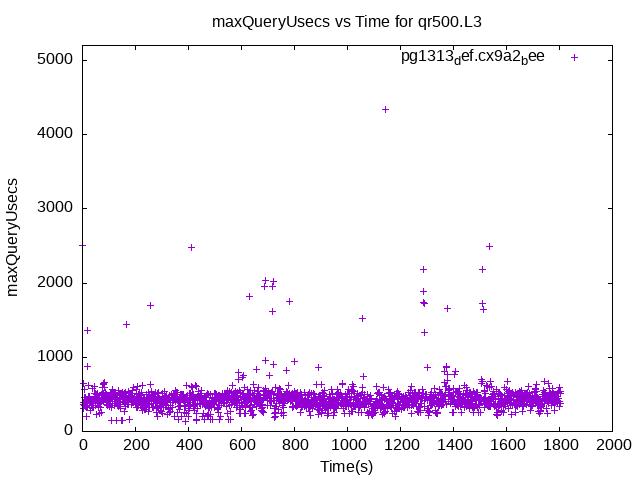 maxQueryUsecs vs Time for qr500.L3
pg1313def.cx9a2bee
5000
4000
3000
2000
1000
0
maxQueryUsecs
0 200 400 600 800 1000 1200 1400 1600 1800 2000
Time(s)